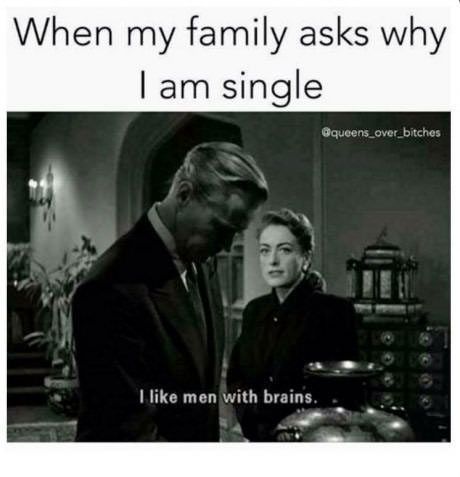 When my family asks why
I am single
@queens_over_bitches
I like men with brains.